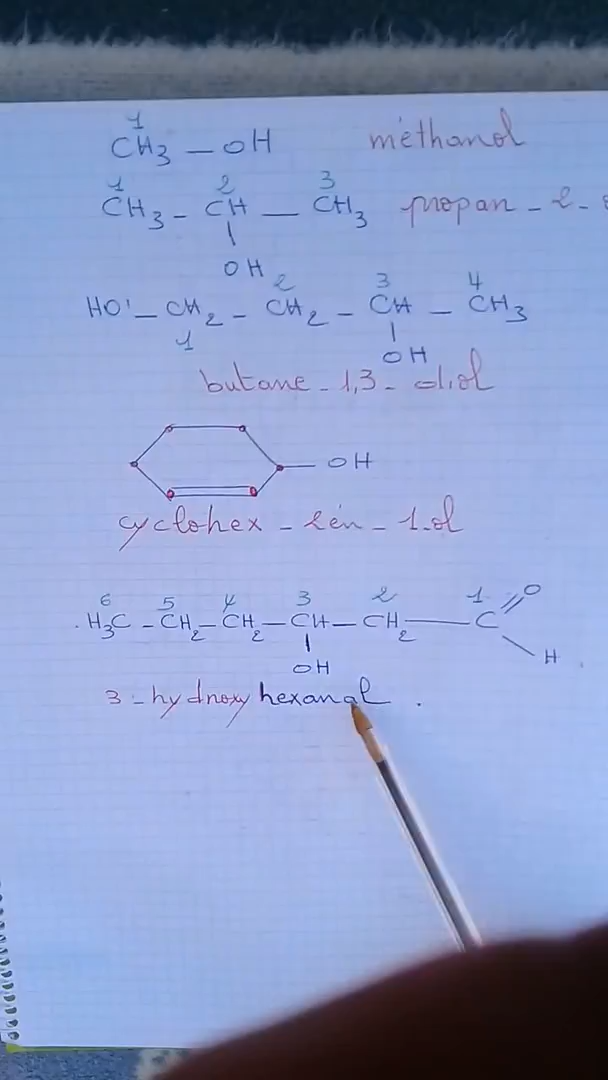 1
CH3 — OH méthanol
1 2 3
CH3 - CH — CH3 propan - 2 -
OH
2 3 4
HO - CH2 - CH2 - CH - CH3
1 OH
butane - 1,3 - diol
OH
cyclohex - 2èn - 1.ol
6 5 4 3 2 1 O
H3C - CH2 - CH2 - CH - CH2 — C
OH H
3 - hydroxy hexanal .